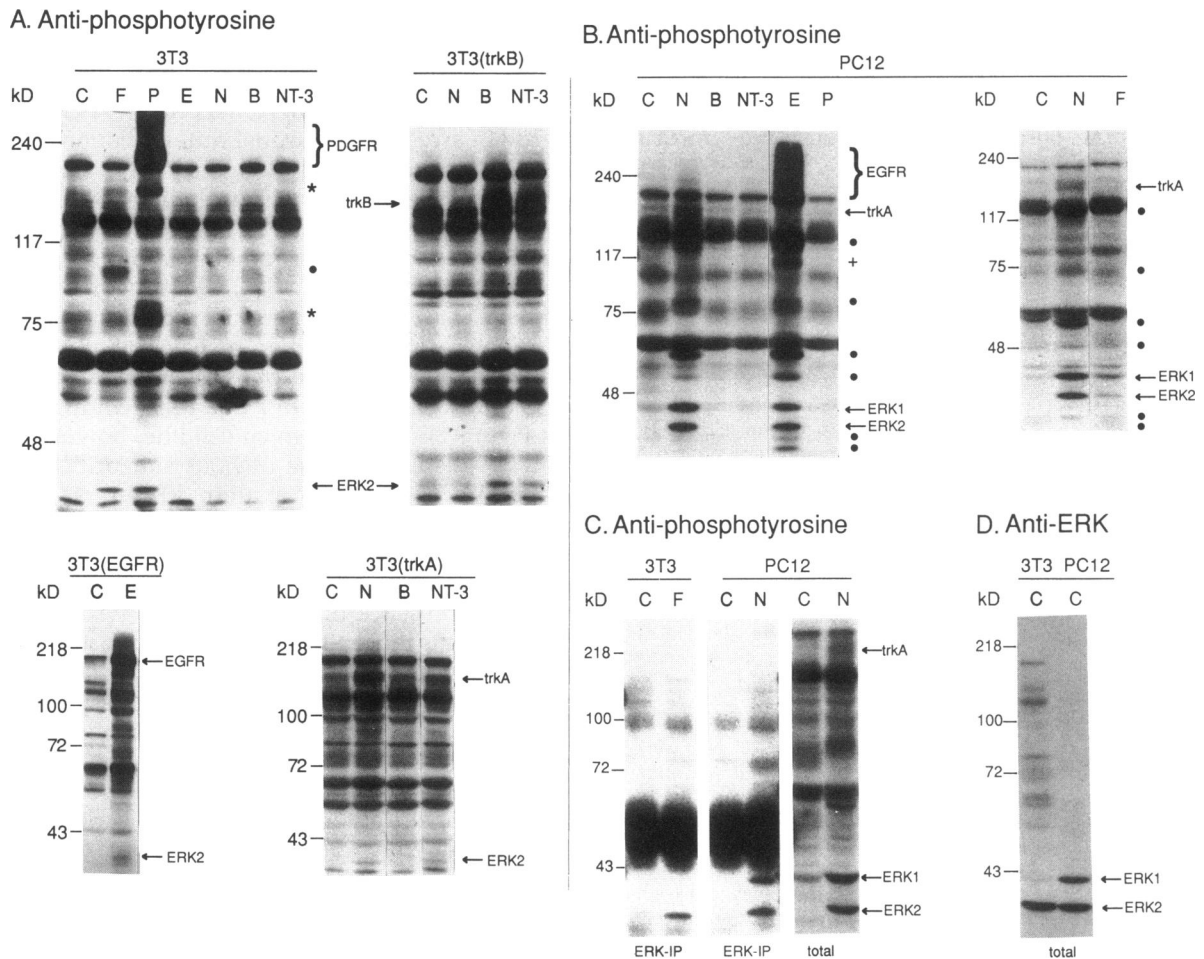 A. Anti-phosphotyrosine
3T3
kD C F P E N B NT-3
240
117
75
48
PDGFR
*
•
*
3T3(trkB)
C N B NT-3
trkB
ERK2
3T3(EGFR)
kD C E
218
100
72
43
EGFR
ERK2
3T3(trkA)
kD C N B NT-3
218
100
72
43
trkA
ERK2
B. Anti-phosphotyrosine
PC12
kD C N B NT-3 E P
240
117
75
48
EGFR
trkA
•
+
•
•
•
ERK1
ERK2
•
•
kD C N F
240
117
75
48
trkA
•
•
•
•
ERK1
ERK2
•
•
C. Anti-phosphotyrosine
3T3 PC12
kD C F C N C N
218
100
72
43
trkA
ERK1
ERK2
ERK-IP ERK-IP total
D. Anti-ERK
3T3 PC12
kD C C
218
100
72
43
ERK1
ERK2
total